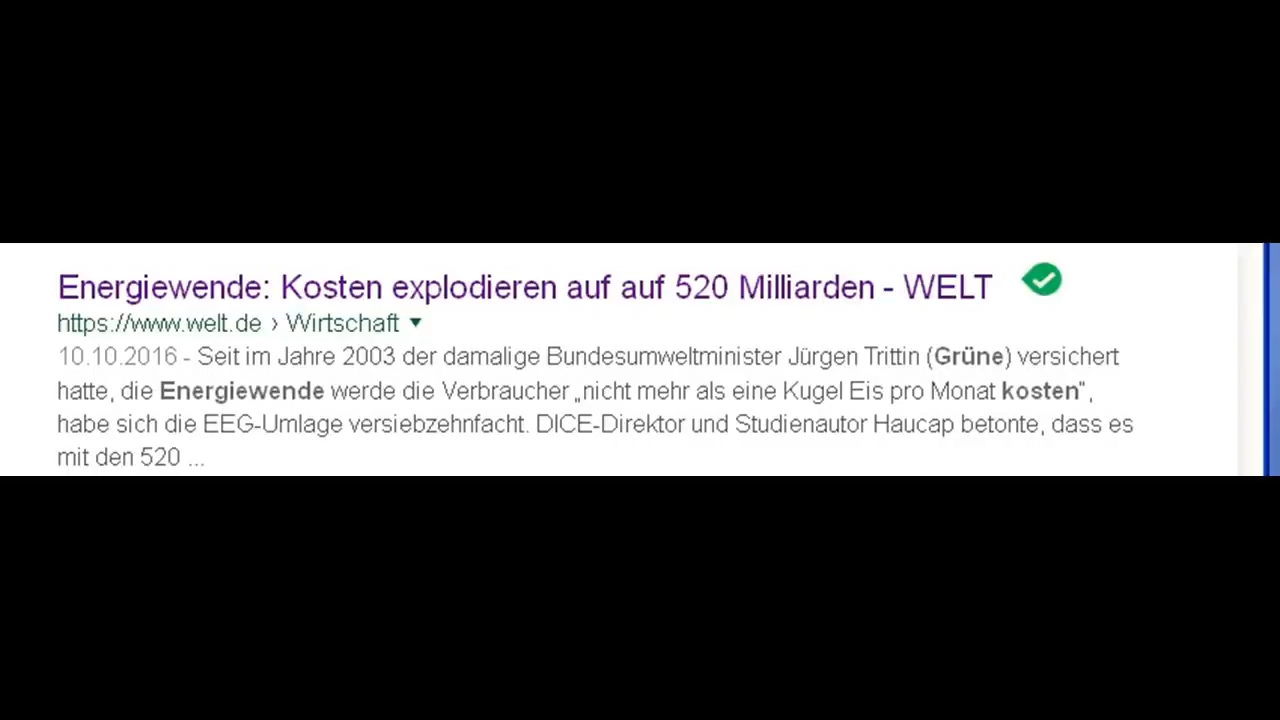 Energiewende: Kosten explodieren auf auf 520 Milliarden - WELT
https://www.welt.de › Wirtschaft ▼
10.10.2016 - Seit im Jahre 2003 der damalige Bundesumweltminister Jürgen Trittin (Grüne) versichert
hatte, die Energiewende werde die Verbraucher „nicht mehr als eine Kugel Eis pro Monat kosten“,
habe sich die EEG-Umlage versiebzehnfacht. DICE-Direktor und Studienautor Haucap betonte, dass es
mit den 520 ...